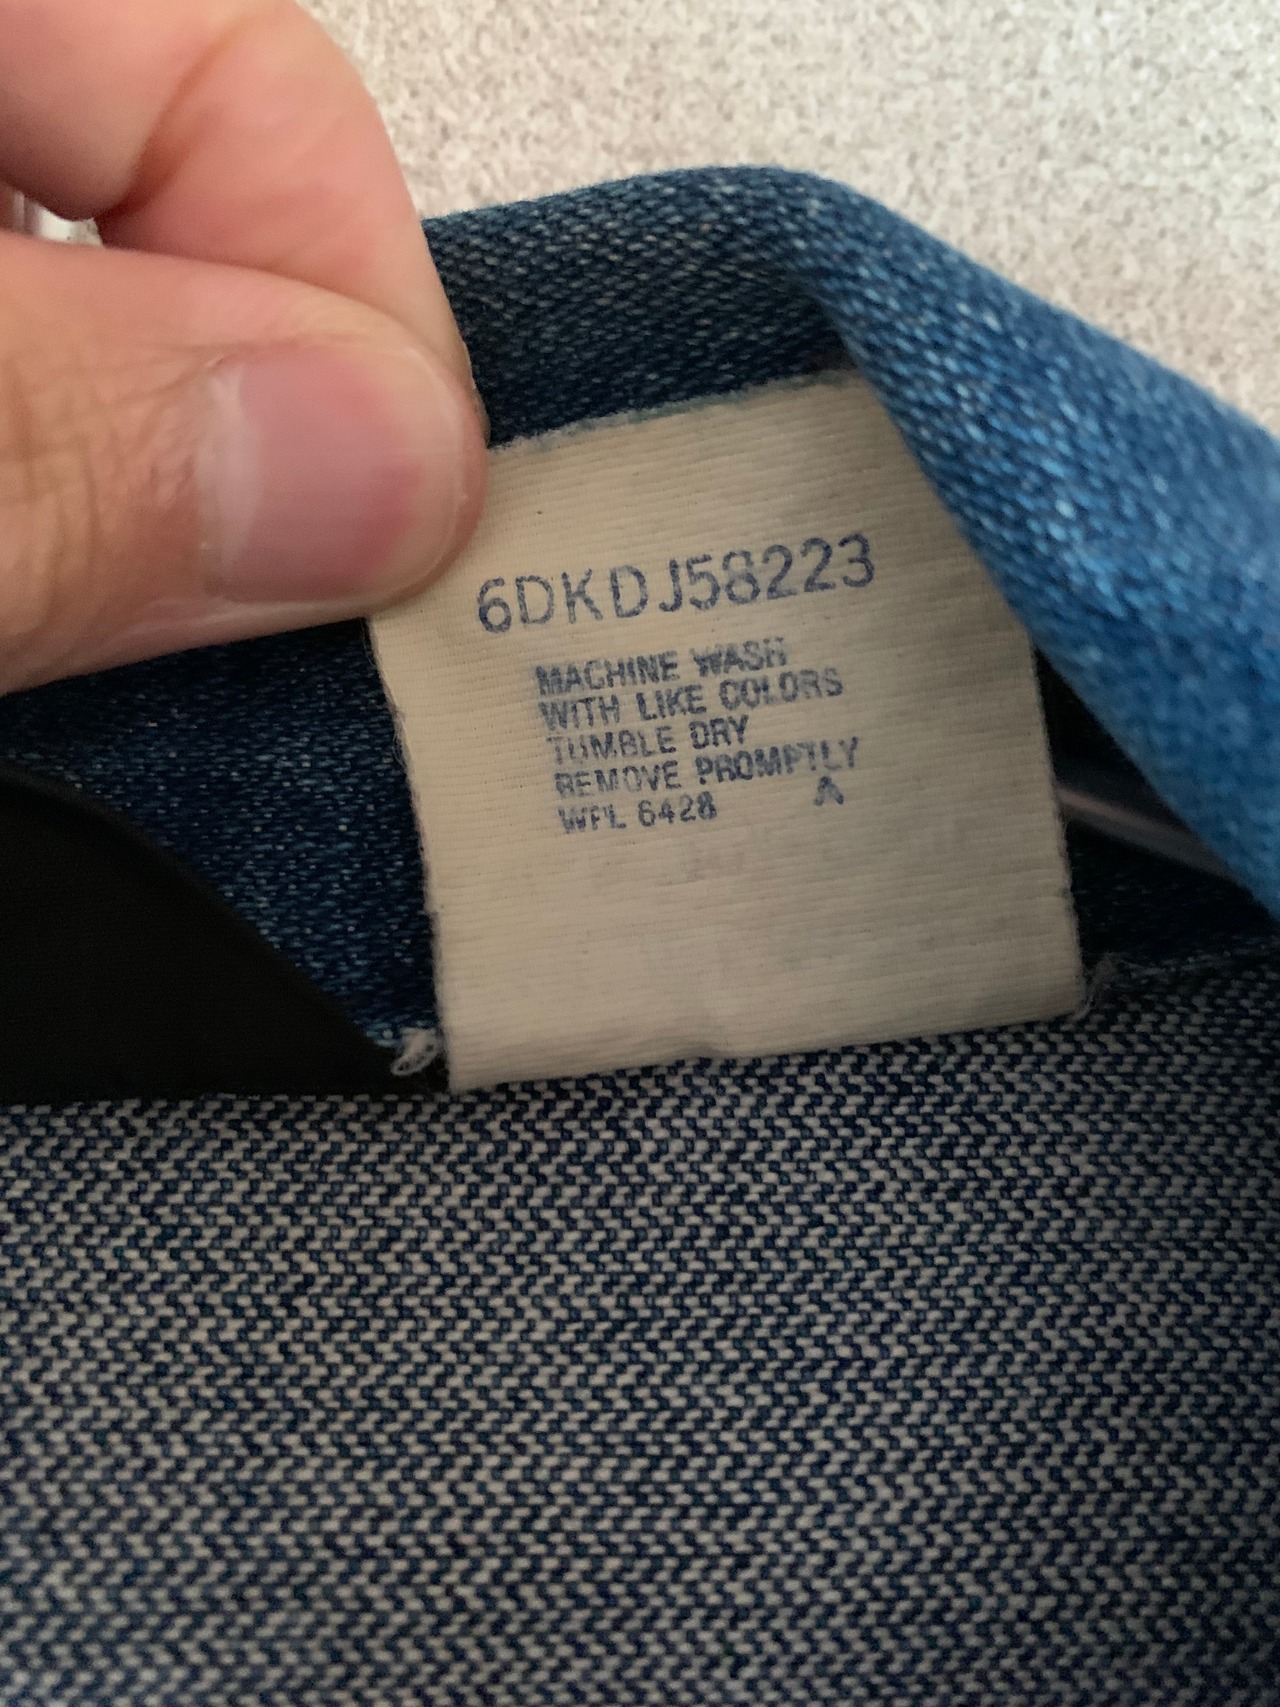 6DKDJ58223
MACHINE WASH
WITH LIKE COLORS
TUMBLE DRY
REMOVE PROMPTLY
WPL 6428 A